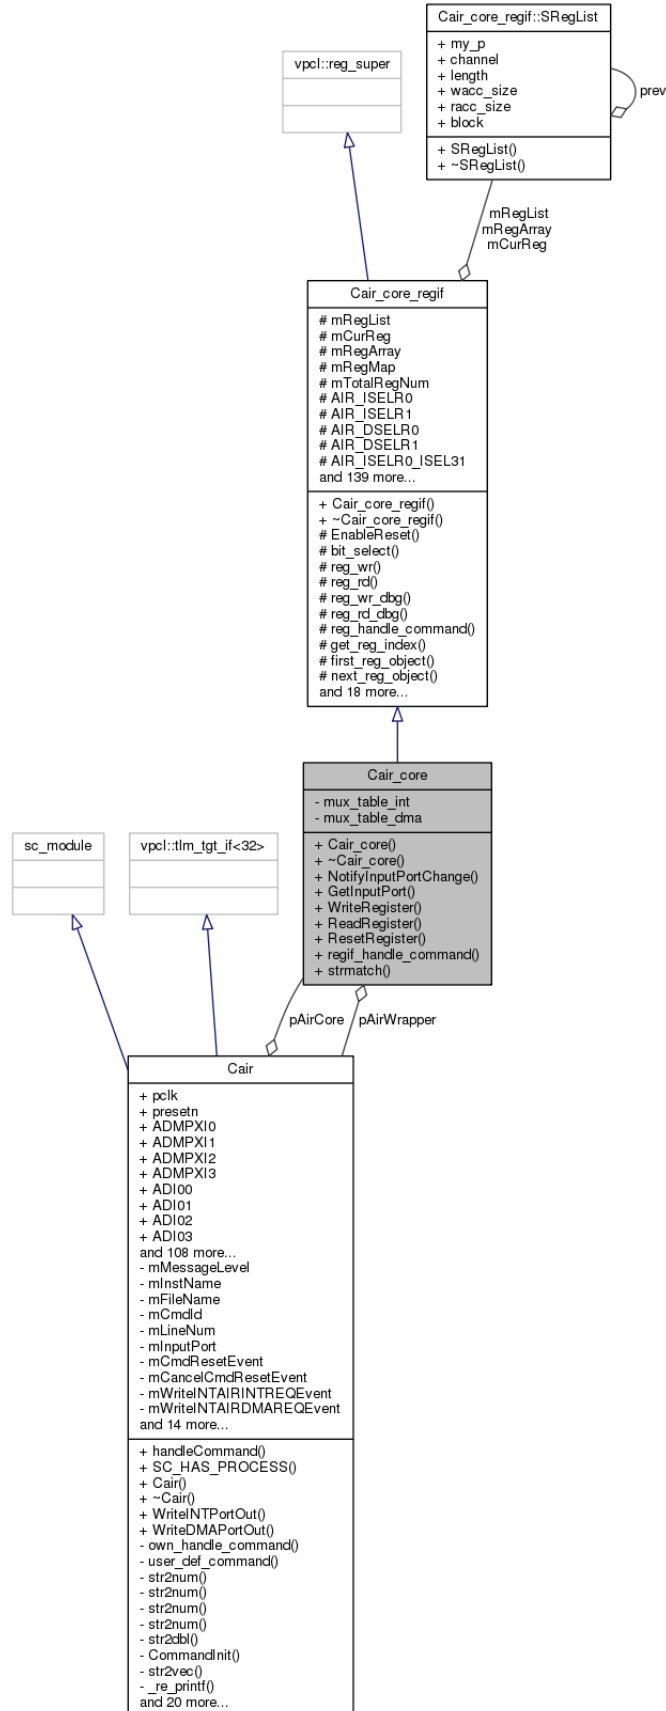 Cair_core_regif::SRegList
+ my_p
+ channel
+ length
+ wacc_size
+ racc_size
+ block
+ SRegList()
+ ~SRegList()
prev
vpcl::reg_super
mRegList
mRegArray
mCurReg
Cair_core_regif
# mRegList
# mCurReg
# mRegArray
# mRegMap
# mTotalRegNum
# AIR_ISELR0
# AIR_ISELR1
# AIR_DSELR0
# AIR_DSELR1
# AIR_ISELR0_ISEL31
and 139 more...
+ Cair_core_regif()
+ ~Cair_core_regif()
# EnableReset()
# bit_select()
# reg_wr()
# reg_rd()
# reg_wr_dbg()
# reg_rd_dbg()
# reg_handle_command()
# get_reg_index()
# first_reg_object()
# next_reg_object()
and 18 more...
Cair_core
- mux_table_int
- mux_table_dma
+ Cair_core()
+ ~Cair_core()
+ NotifyInputPortChange()
+ GetInputPort()
+ WriteRegister()
+ ReadRegister()
+ ResetRegister()
+ regif_handle_command()
+ strmatch()
sc_module
vpcl::tlm_tgt_if<32>
pAirCore
pAirWrapper
Cair
+ pclk
+ presetn
+ ADMPXI0
+ ADMPXI1
+ ADMPXI2
+ ADMPXI3
+ ADI00
+ ADI01
+ ADI02
+ ADI03
and 108 more...
- mMessageLevel
- mInstName
- mFileName
- mCmdId
- mLineNum
- mInputPort
- mCmdResetEvent
- mCancelCmdResetEvent
- mWriteINTAIRINTREQEvent
- mWriteINTAIRDMAREQEvent
and 14 more...
+ handleCommand()
+ SC_HAS_PROCESS()
+ Cair()
+ ~Cair()
+ WriteINTPortOut()
+ WriteDMAPortOut()
- own_handle_command()
- user_def_command()
- str2num()
- str2num()
- str2num()
- str2num()
- str2dbl()
- CommandInit()
- str2vec()
- _re_printf()
and 20 more...